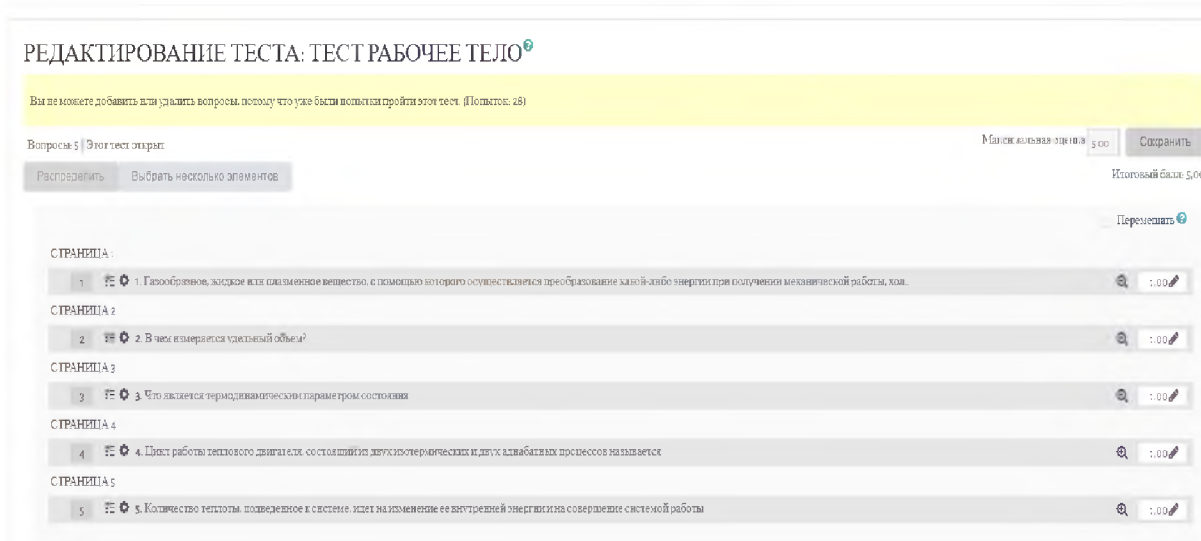 РЕДАКТИРОВАНИЕ ТЕСТА: ТЕСТ РАБОЧЕЕ ТЕЛО
Вы не можете добавить или удалить вопросы, потому что уже были попытки пройти этот тест. (Попыток: 28)
Вопросы: 5 | Этот тест открыт
Максимальная оценка 5,00 Сохранить
Распределить Выбрать несколько элементов
Итоговый балл: 5,00
Перемешать
СТРАНИЦА 1
1 1. Газообразное, жидкое или плазменное вещество, с помощью которого осуществляется преобразование какой-либо энергии при получении механической работы, хол... 1,00
СТРАНИЦА 2
2 2. В чем измеряется удельный объем? 1,00
СТРАНИЦА 3
3 3. Что является термодинамическим параметром состояния 1,00
СТРАНИЦА 4
4 4. Цикл работы теплового двигателя, состоящий из двух изотермических и двух адиабатных процессов называется 1,00
СТРАНИЦА 5
5 5. Количество теплоты, подведенное к системе, идет на изменение ее внутренней энергии и на совершение системой работы 1,00